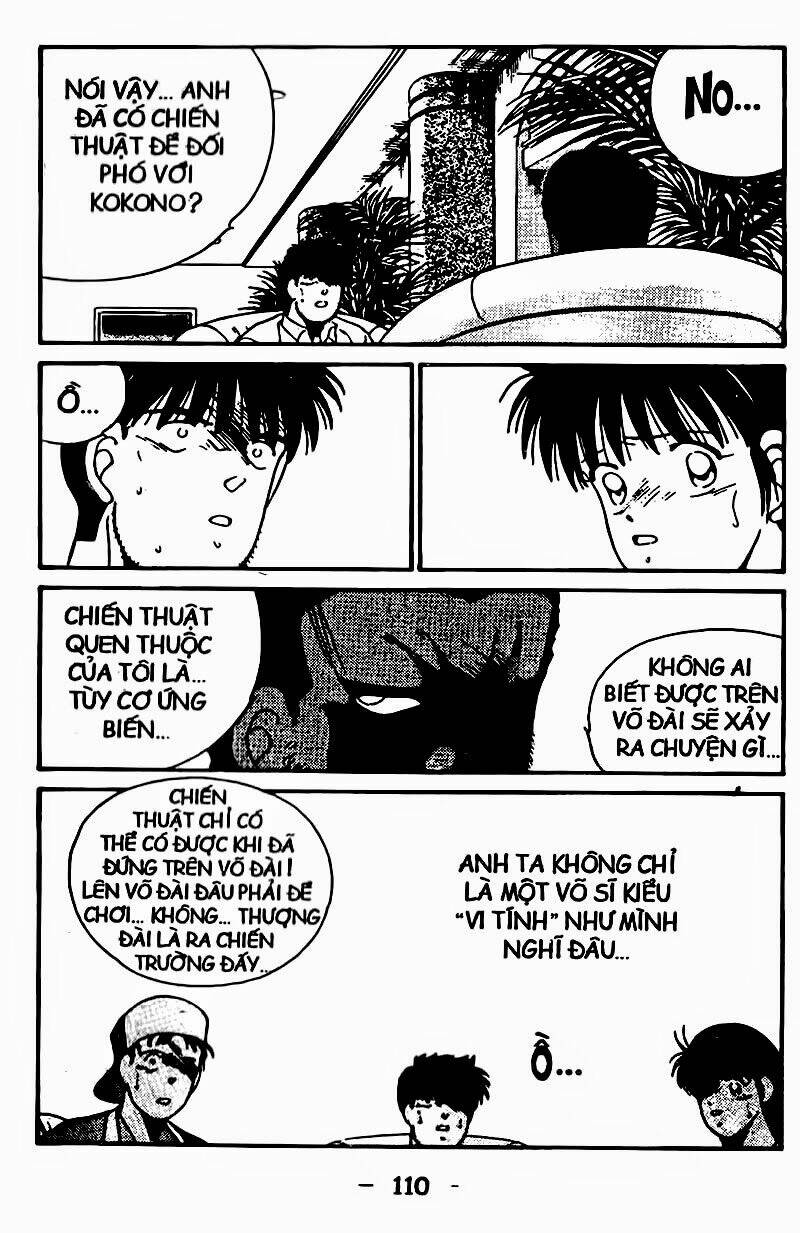 NÓI VẬY... ANH
ĐÃ CÓ CHIẾN
THUẬT ĐỂ ĐỐI
PHÓ VỚI
KOKONO?
NO...
Ồ...
CHIẾN THUẬT
QUEN THUỘC
CỦA TÔI LÀ...
TÙY CƠ ỨNG
BIẾN...
KHÔNG AI
BIẾT ĐƯỢC TRÊN
VÕ ĐÀI SẼ XẢY
RA CHUYỆN GÌ...
CHIẾN
THUẬT CHỈ CÓ
THỂ CÓ ĐƯỢC KHI ĐÃ
ĐỨNG TRÊN VÕ ĐÀI!
LÊN VÕ ĐÀI ĐÂU PHẢI ĐỂ
CHƠI... KHÔNG... THƯỢNG
ĐÀI LÀ RA CHIẾN
TRƯỜNG ĐẤY...
ANH TA KHÔNG CHỈ
LÀ MỘT VÕ SĨ KIỂU
"VI TÍNH" NHƯ MÌNH
NGHĨ ĐÂU...
Ồ...
- 110 -